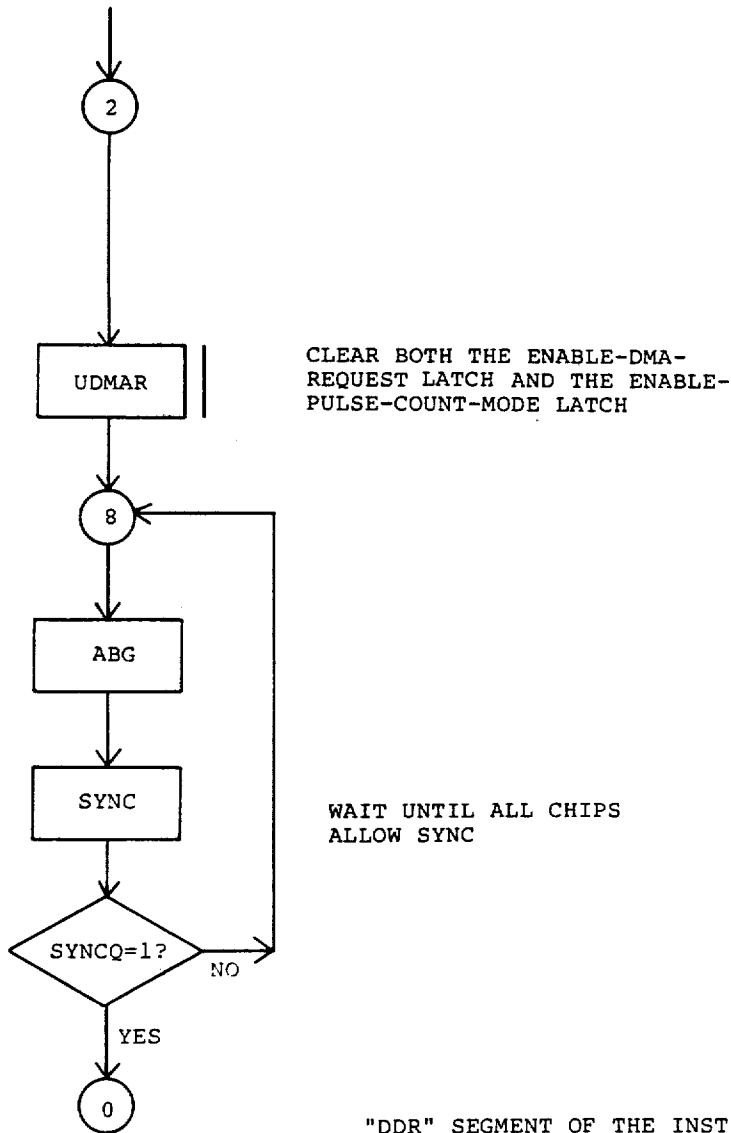 2
UDMAR
CLEAR BOTH THE ENABLE-DMA-
REQUEST LATCH AND THE ENABLE-
PULSE-COUNT-MODE LATCH
8
ABG
SYNC
WAIT UNTIL ALL CHIPS
ALLOW SYNC
SYNCQ=1?
NO
YES
0
"DDR" SEGMENT OF THE INST